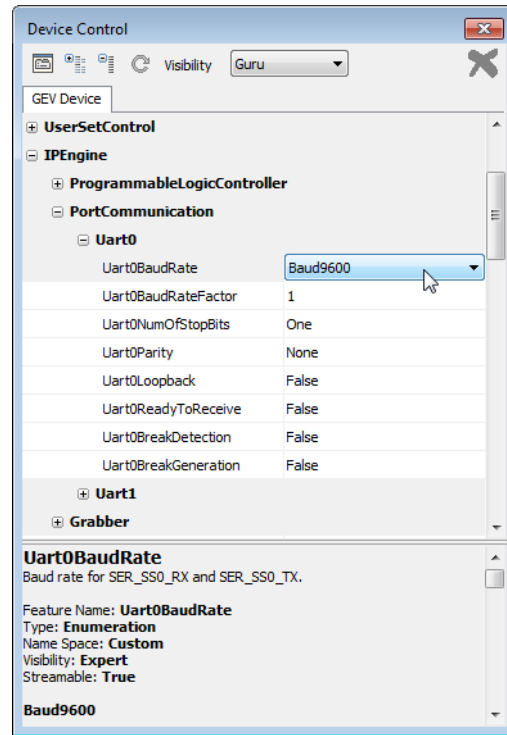 Device Control
Visibility Guru
GEV Device
UserSetControl
IPEngine
ProgrammableLogicController
PortCommunication
Uart0
Uart0BaudRate Baud9600
Uart0BaudRateFactor 1
Uart0NumOfStopBits One
Uart0Parity None
Uart0Loopback False
Uart0ReadyToReceive False
Uart0BreakDetection False
Uart0BreakGeneration False
Uart1
Grabber
Uart0BaudRate
Baud rate for SER_SS0_RX and SER_SS0_TX.
Feature Name: Uart0BaudRate
Type: Enumeration
Name Space: Custom
Visibility: Expert
Streamable: True
Baud9600